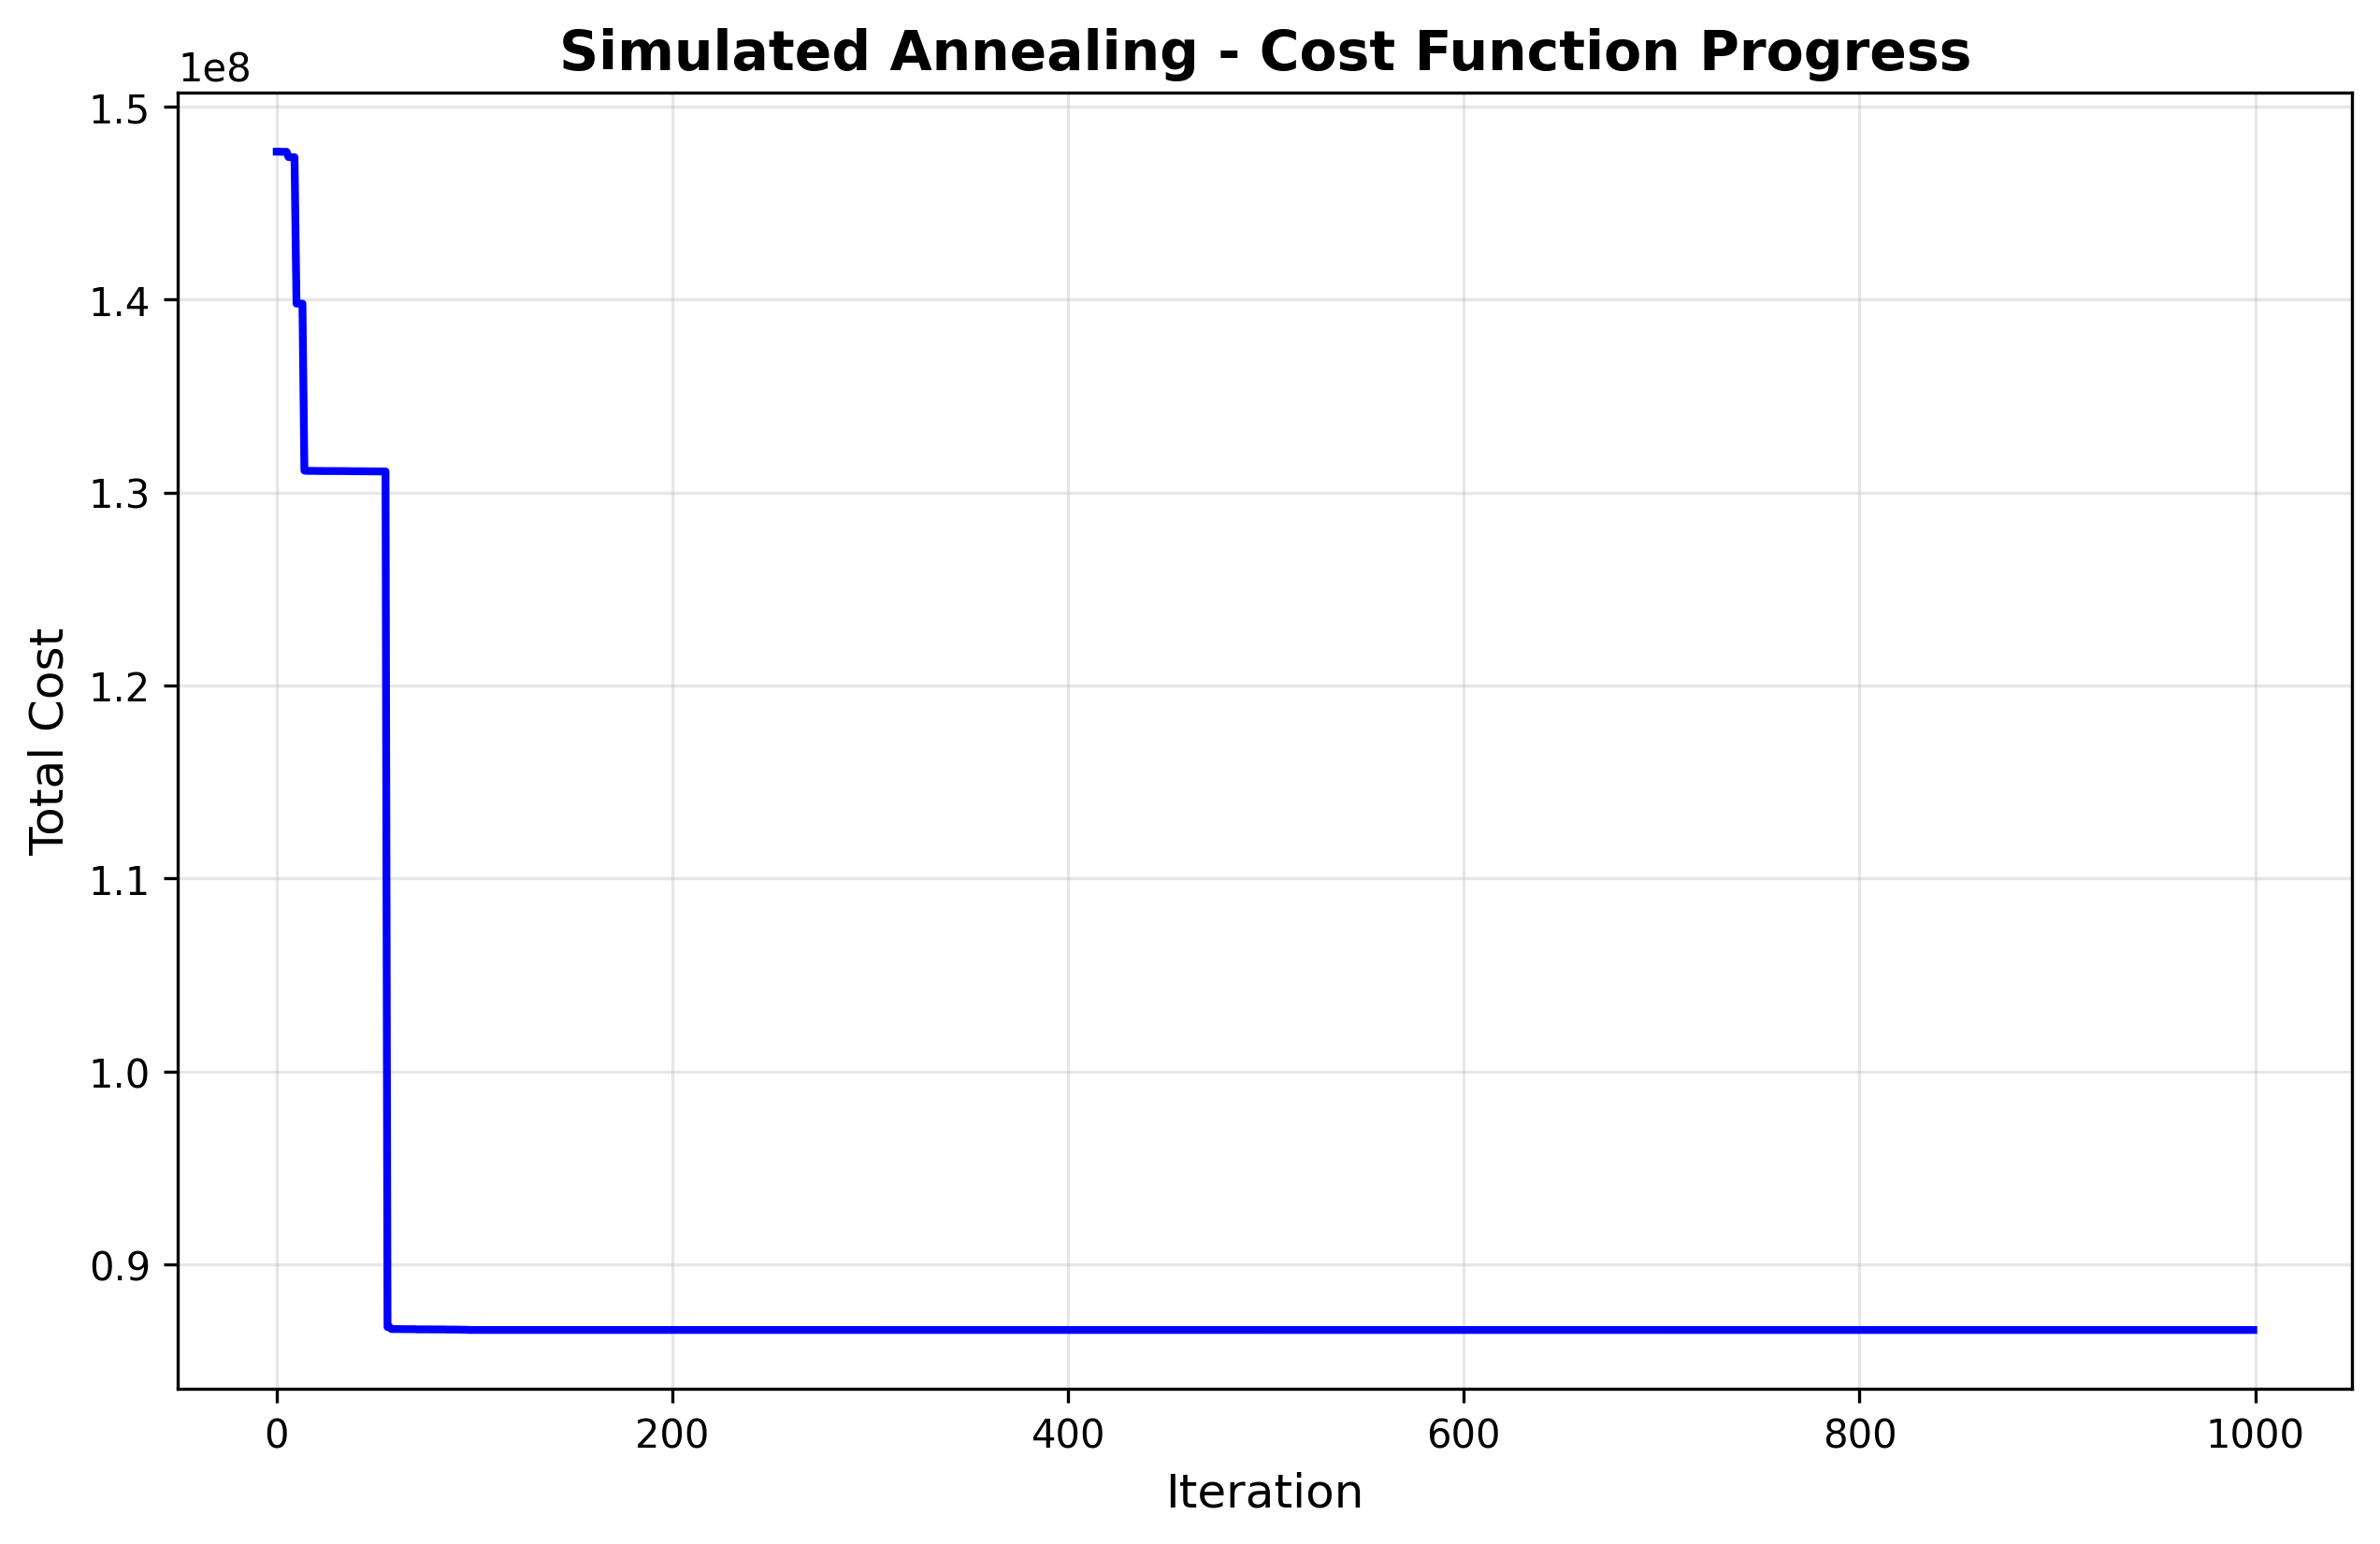 Simulated Annealing - Cost Function Progress
1e8
1.5
1.4
1.3
1.2
1.1
1.0
0.9
Total Cost
0 200 400 600 800 1000
Iteration